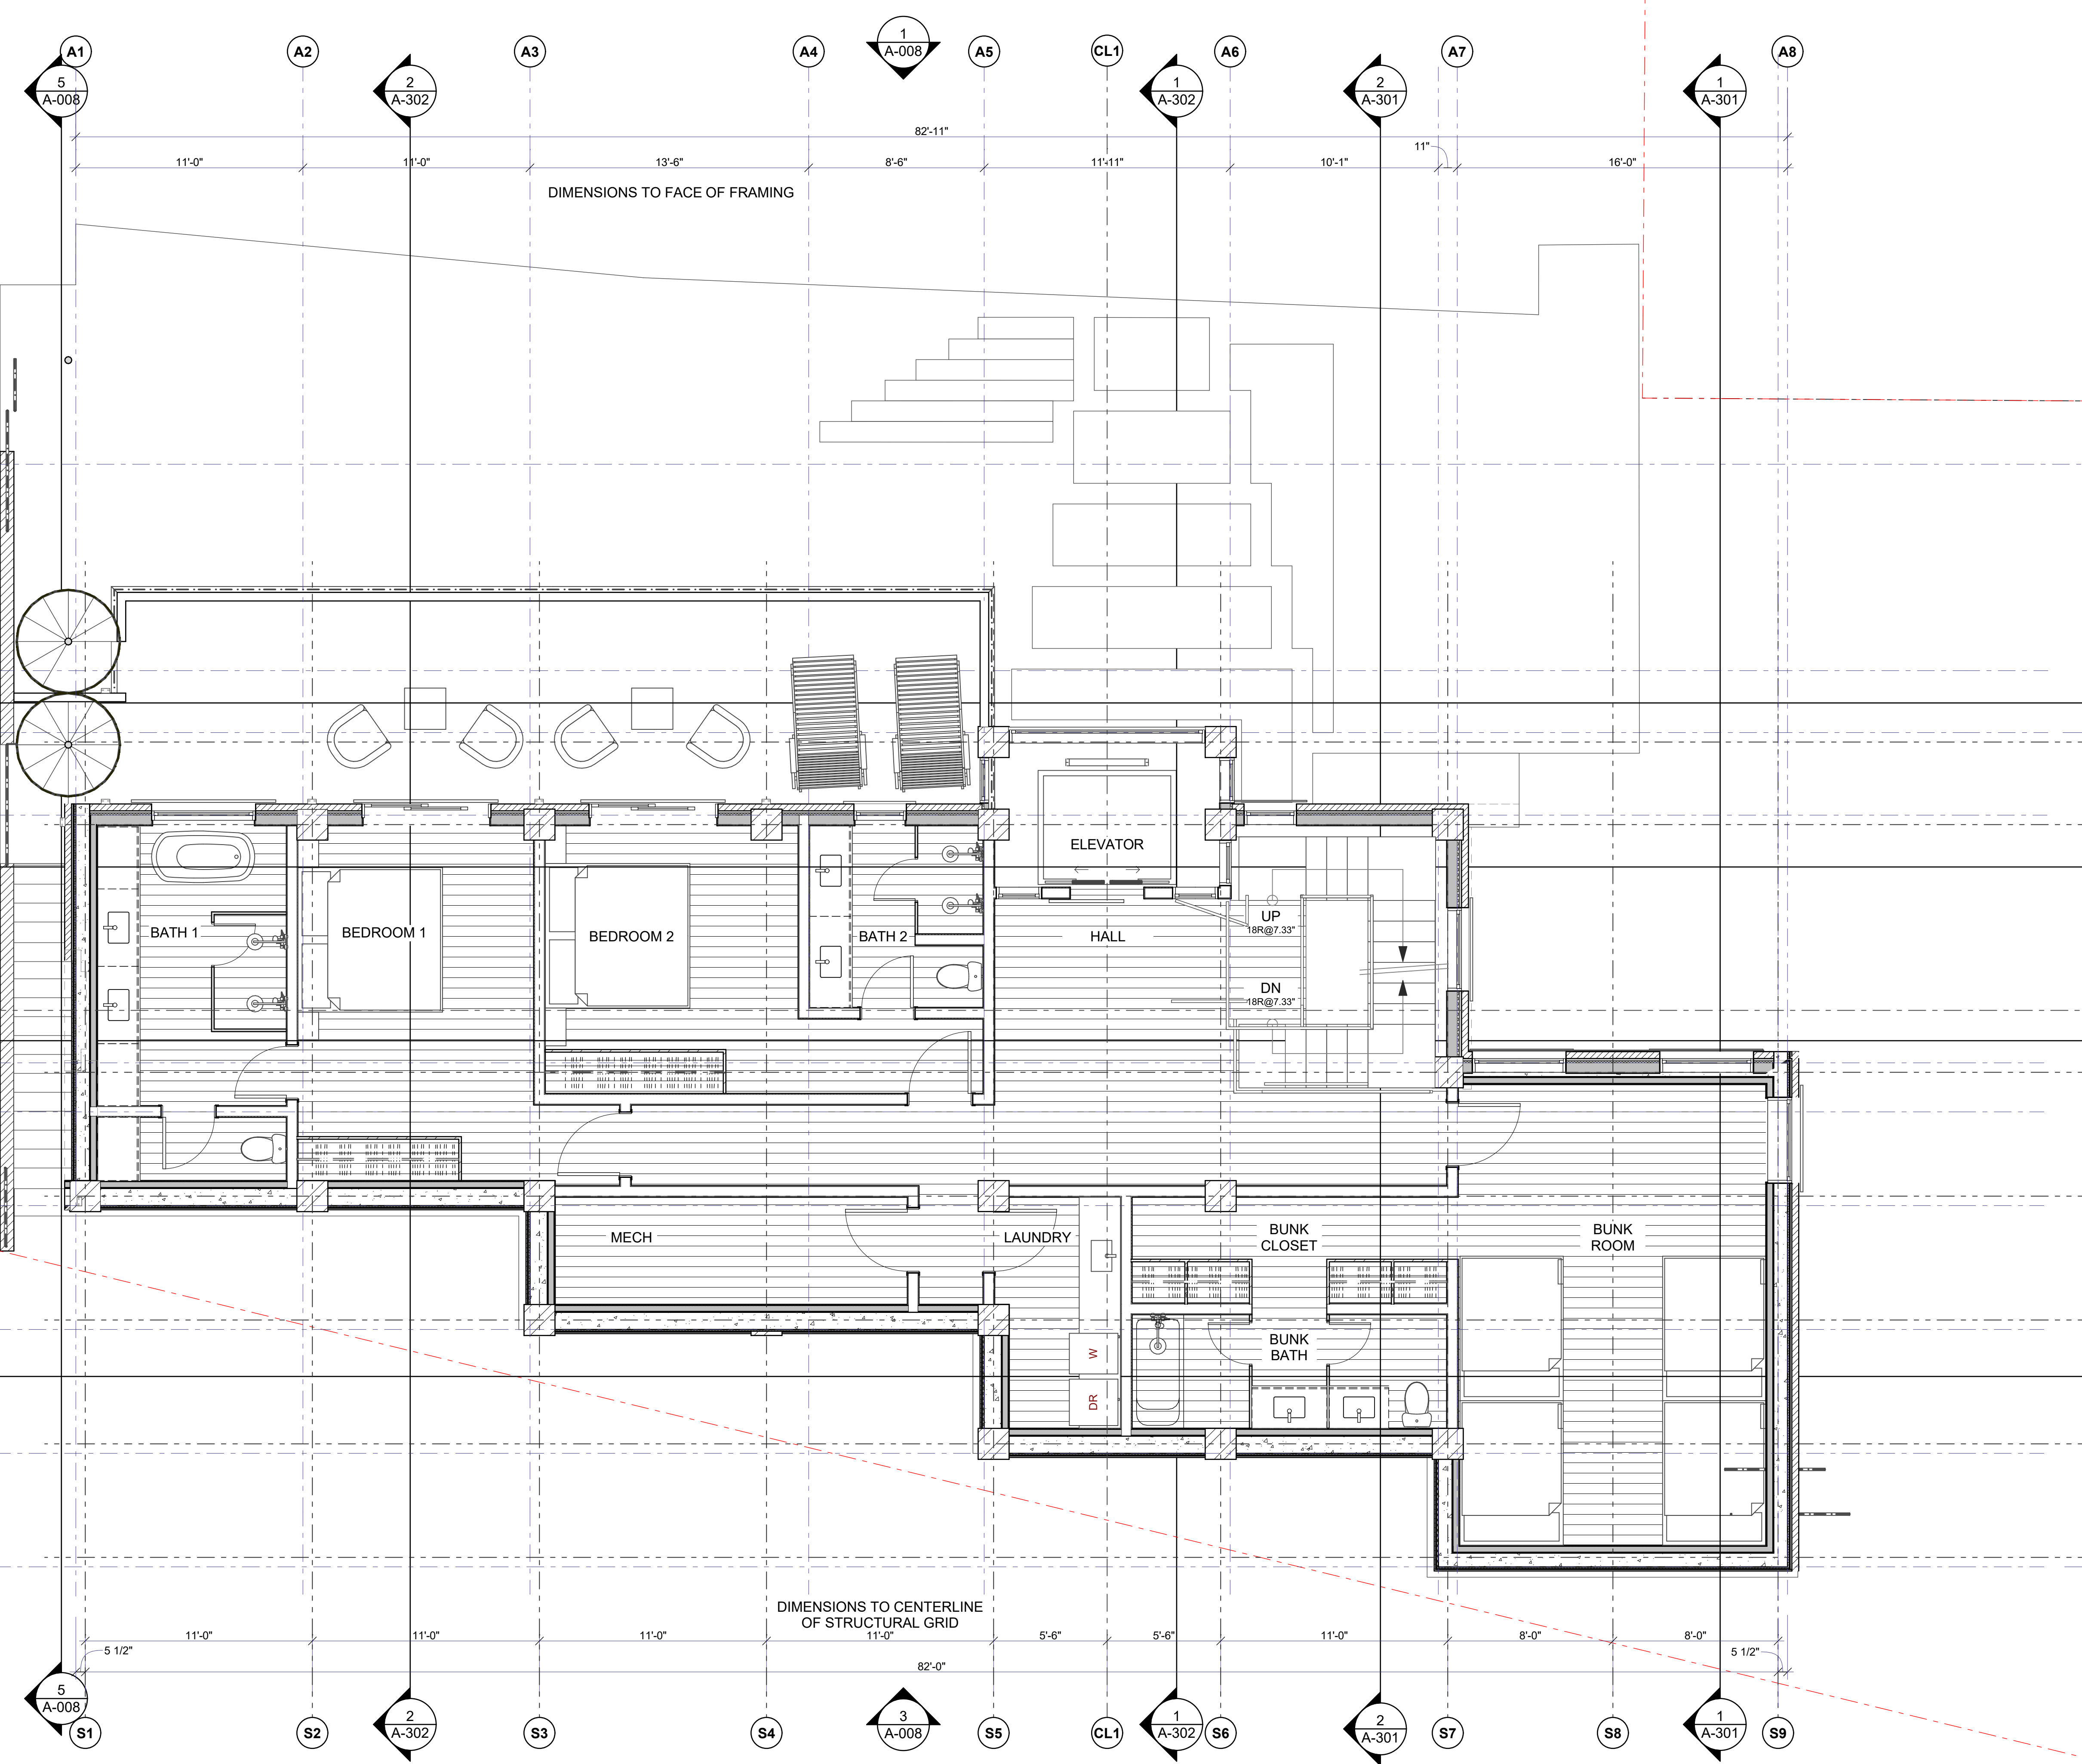 1
A-008
A1
A2
A3
A4
A5
CL1
A6
A7
A8
5
A-008
2
A-302
1
A-302
2
A-301
1
A-301
82'-11"
11'-0"
11'-0"
13'-6"
8'-6"
11'-11"
10'-1"
11"
16'-0"
DIMENSIONS TO FACE OF FRAMING
ELEVATOR
BATH 1
BEDROOM 1
BEDROOM 2
BATH 2
HALL
UP
18R@7.33"
DN
18R@7.33"
MECH
LAUNDRY
BUNK
CLOSET
BUNK
ROOM
BUNK
BATH
W
DR
DIMENSIONS TO CENTERLINE
OF STRUCTURAL GRID
11'-0"
11'-0"
11'-0"
11'-0"
5'-6"
5'-6"
11'-0"
8'-0"
8'-0"
5 1/2"
5 1/2"
82'-0"
5
A-008
2
A-302
3
A-008
1
A-302
2
A-301
1
A-301
S1
S2
S3
S4
S5
CL1
S6
S7
S8
S9